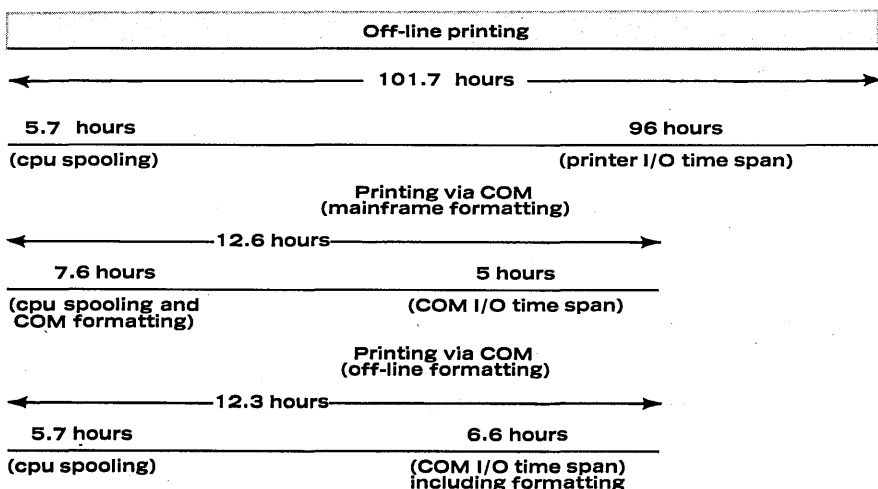 Off-line printing
101.7 hours
5.7 hours 96 hours
(cpu spooling) (printer I/O time span)
Printing via COM
(mainframe formatting)
12.6 hours
7.6 hours 5 hours
(cpu spooling and (COM I/O time span)
COM formatting)
Printing via COM
(off-line formatting)
12.3 hours
5.7 hours 6.6 hours
(cpu spooling) (COM I/O time span)
including formatting